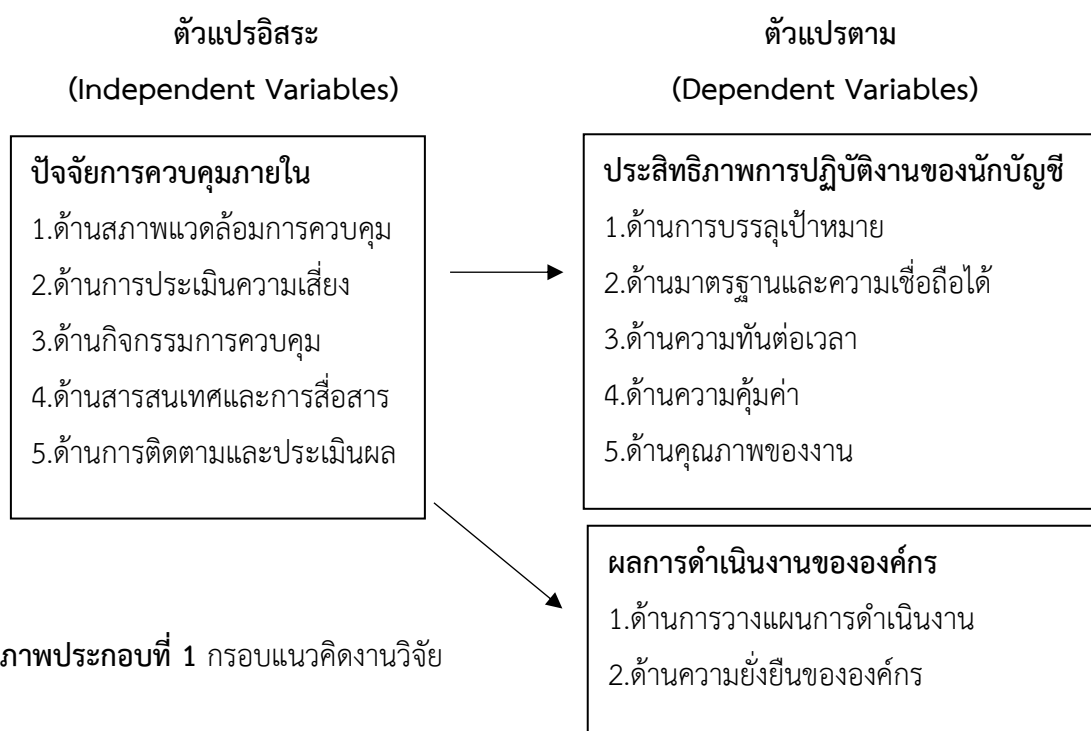 ตัวแปรอิสระ
(Independent Variables)
ปัจจัยการควบคุมภายใน
1.ด้านสภาพแวดล้อมการควบคุม
2.ด้านการประเมินความเสี่ยง
3.ด้านกิจกรรมการควบคุม
4.ด้านสารสนเทศและการสื่อสาร
5.ด้านการติดตามและประเมินผล
ตัวแปรตาม
(Dependent Variables)
ประสิทธิภาพการปฏิบัติงานของนักบัญชี
1.ด้านการบรรลุเป้าหมาย
2.ด้านมาตรฐานและความเชื่อถือได้
3.ด้านความทันต่อเวลา
4.ด้านความคุ้มค่า
5.ด้านคุณภาพของงาน
ผลการดำเนินงานขององค์กร
1.ด้านการวางแผนการดำเนินงาน
2.ด้านความยั่งยืนขององค์กร
ภาพประกอบที่ 1 กรอบแนวคิดงานวิจัย